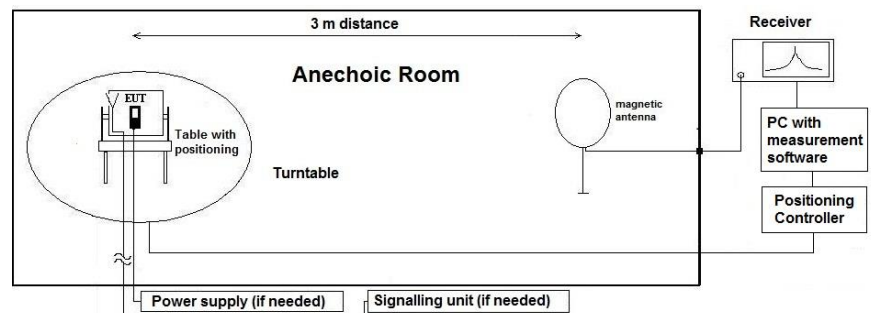 3 m distance
Receiver
Anechoic Room
EUT
magnetic
antenna
Table with
positioning
PC with
measurement
software
Turntable
Positioning
Controller
Power supply (if needed)
Signalling unit (if needed)